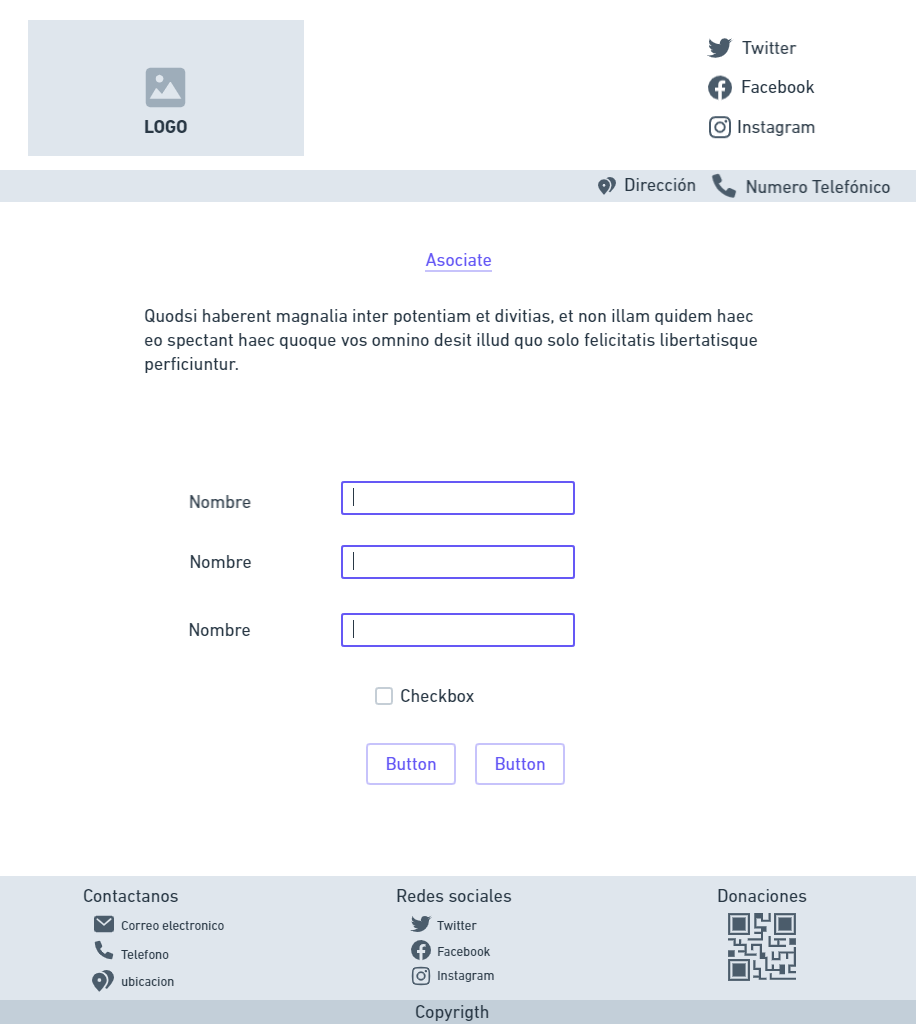 LOGO
Twitter
Facebook
Instagram
Dirección
Numero Telefónico
Asociate
Quodsi haberent magnalia inter potentiam et divitias, et non illam quidem haec
eo spectant haec quoque vos omnino desit illud quo solo felicitatis libertatisque
perficiuntur.
Nombre
Nombre
Nombre
Checkbox
Button
Button
Contactanos
Correo electronico
Telefono
ubicacion
Redes sociales
Twitter
Facebook
Instagram
Donaciones
Copyrigth